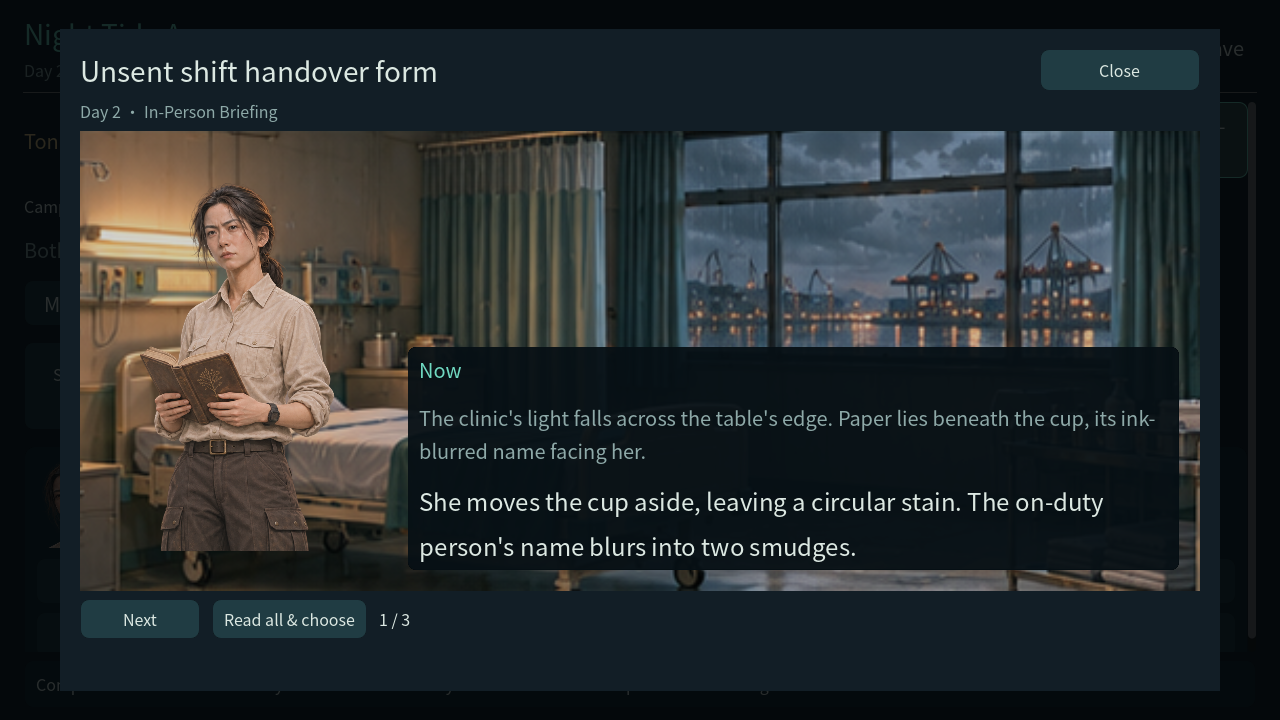 Unsent shift handover form
Close
Day 2 • In-Person Briefing
Now
The clinic's light falls across the table's edge. Paper lies beneath the cup, its ink-
blurred name facing her.
She moves the cup aside, leaving a circular stain. The on-duty
person's name blurs into two smudges.
Next
Read all & choose
1 / 3